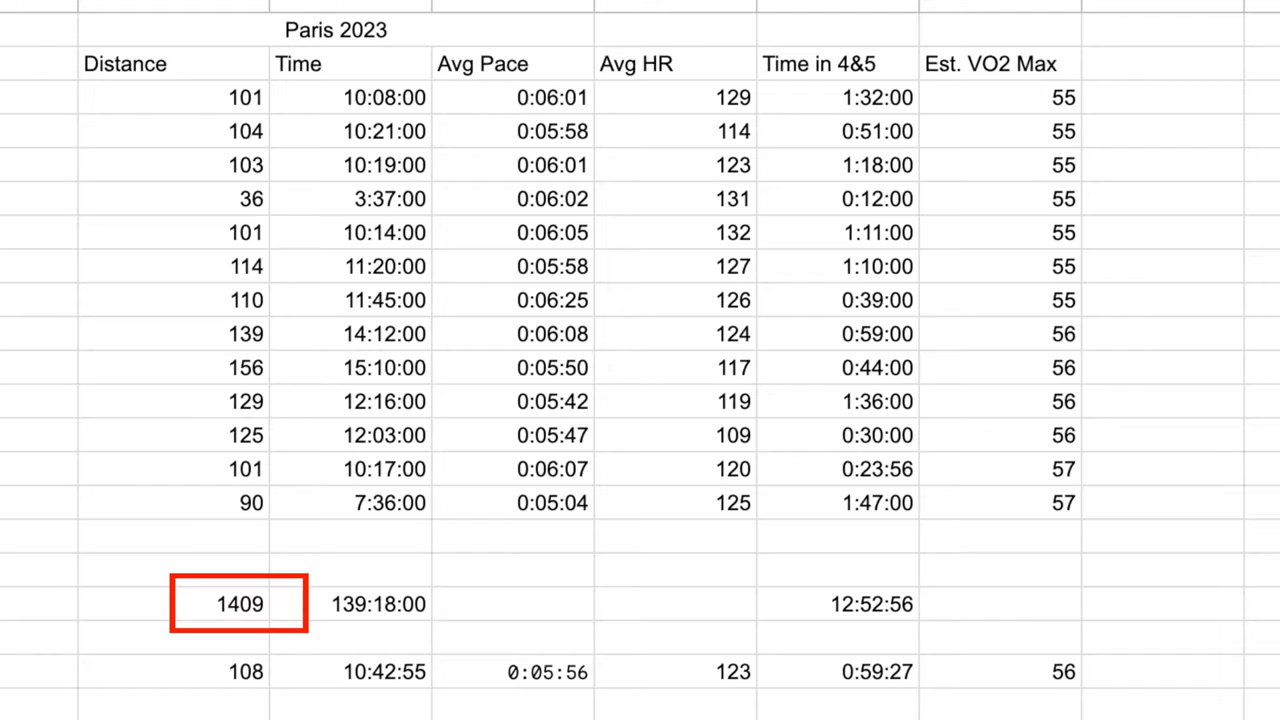 Paris 2023
Distance Time Avg Pace Avg HR Time in 4&5 Est. VO2 Max
101 10:08:00 0:06:01 129 1:32:00 55
104 10:21:00 0:05:58 114 0:51:00 55
103 10:19:00 0:06:01 123 1:18:00 55
36 3:37:00 0:06:02 131 0:12:00 55
101 10:14:00 0:06:05 132 1:11:00 55
114 11:20:00 0:05:58 127 1:10:00 55
110 11:45:00 0:06:25 126 0:39:00 55
139 14:12:00 0:06:08 124 0:59:00 56
156 15:10:00 0:05:50 117 0:44:00 56
129 12:16:00 0:05:42 119 1:36:00 56
125 12:03:00 0:05:47 109 0:30:00 56
101 10:17:00 0:06:07 120 0:23:56 57
90 7:36:00 0:05:04 125 1:47:00 57
1409 139:18:00 12:52:56
108 10:42:55 0:05:56 123 0:59:27 56